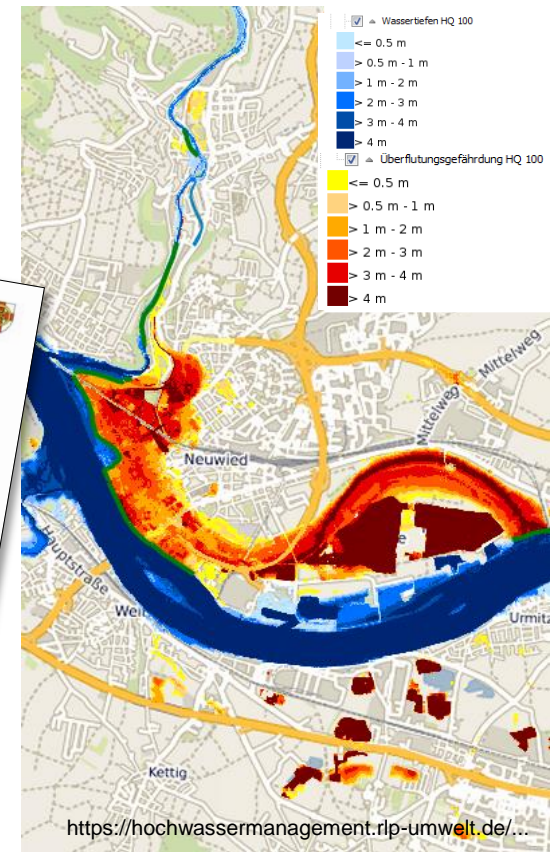 Wassertiefen HQ 100
<= 0.5 m
> 0.5 m - 1 m
> 1 m - 2 m
> 2 m - 3 m
> 3 m - 4 m
> 4 m
Überflutungsgefährdung HQ 100
<= 0.5 m
> 0.5 m - 1 m
> 1 m - 2 m
> 2 m - 3 m
> 3 m - 4 m
> 4 m
Mittelweg
Mittelweg
Neuwied
e
Hauptstraße
Wei
Urmitz
Kettig
https://hochwassermanagement.rlp-umwelt.de/...